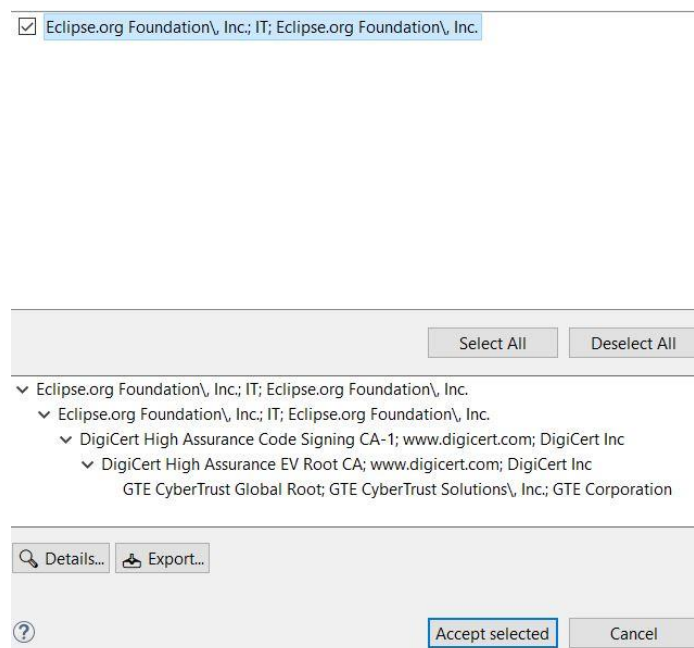 Eclipse.org Foundation\, Inc.; IT; Eclipse.org Foundation\, Inc.
Select All Deselect All
Eclipse.org Foundation\, Inc.; IT; Eclipse.org Foundation\, Inc.
Eclipse.org Foundation\, Inc.; IT; Eclipse.org Foundation\, Inc.
DigiCert High Assurance Code Signing CA-1; www.digicert.com; DigiCert Inc
DigiCert High Assurance EV Root CA; www.digicert.com; DigiCert Inc
GTE CyberTrust Global Root; GTE CyberTrust Solutions\, Inc.; GTE Corporation
Details... Export...
? Accept selected Cancel